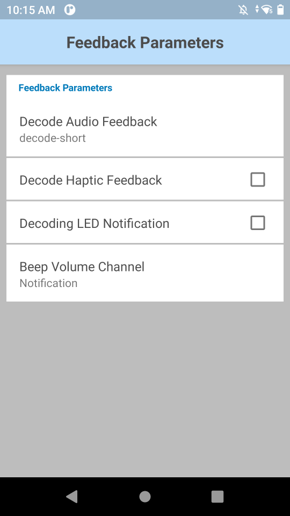 10:15 AM
Feedback Parameters
Feedback Parameters
Decode Audio Feedback
decode-short
Decode Haptic Feedback
Decoding LED Notification
Beep Volume Channel
Notification